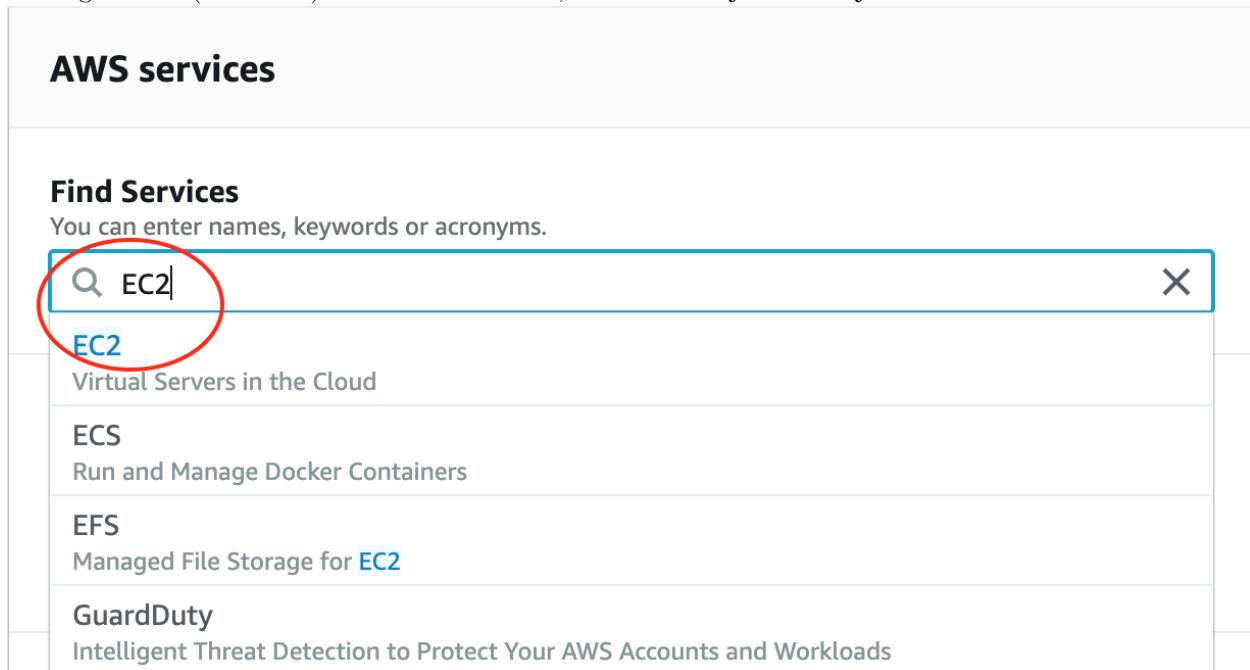 AWS services
Find Services
You can enter names, keywords or acronyms.
EC2
EC2
Virtual Servers in the Cloud
ECS
Run and Manage Docker Containers
EFS
Managed File Storage for EC2
GuardDuty
Intelligent Threat Detection to Protect Your AWS Accounts and Workloads